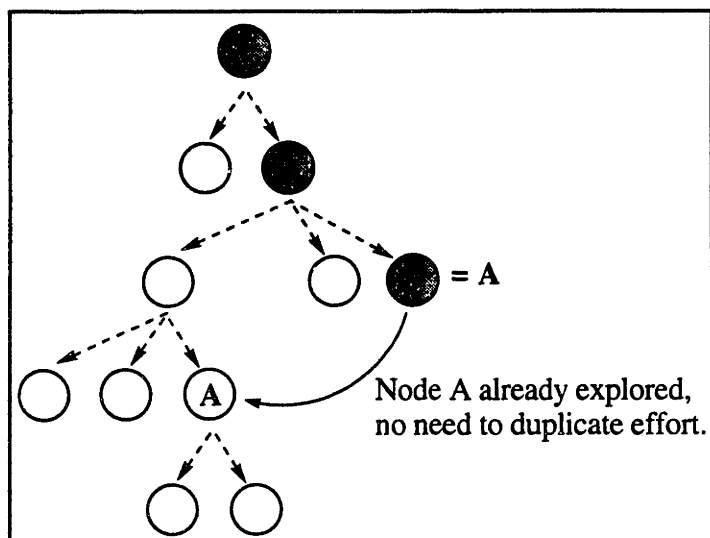 = A
A
Node A already explored,
no need to duplicate effort.